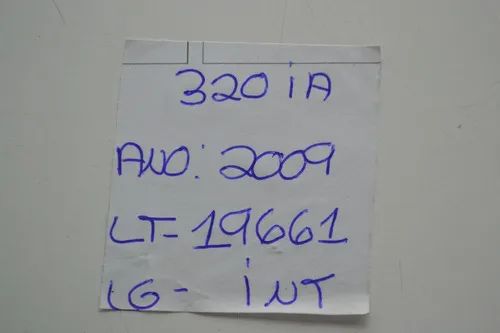 320iA
ANO: 2009
LT-19661
LG- INT